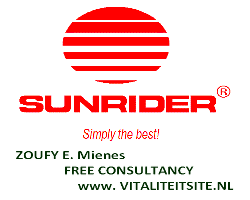 SUNRIDER®
Simply the best!
ZOUFY E. Mienes
FREE CONSULTANCY
www. VITALITEITSITE.NL